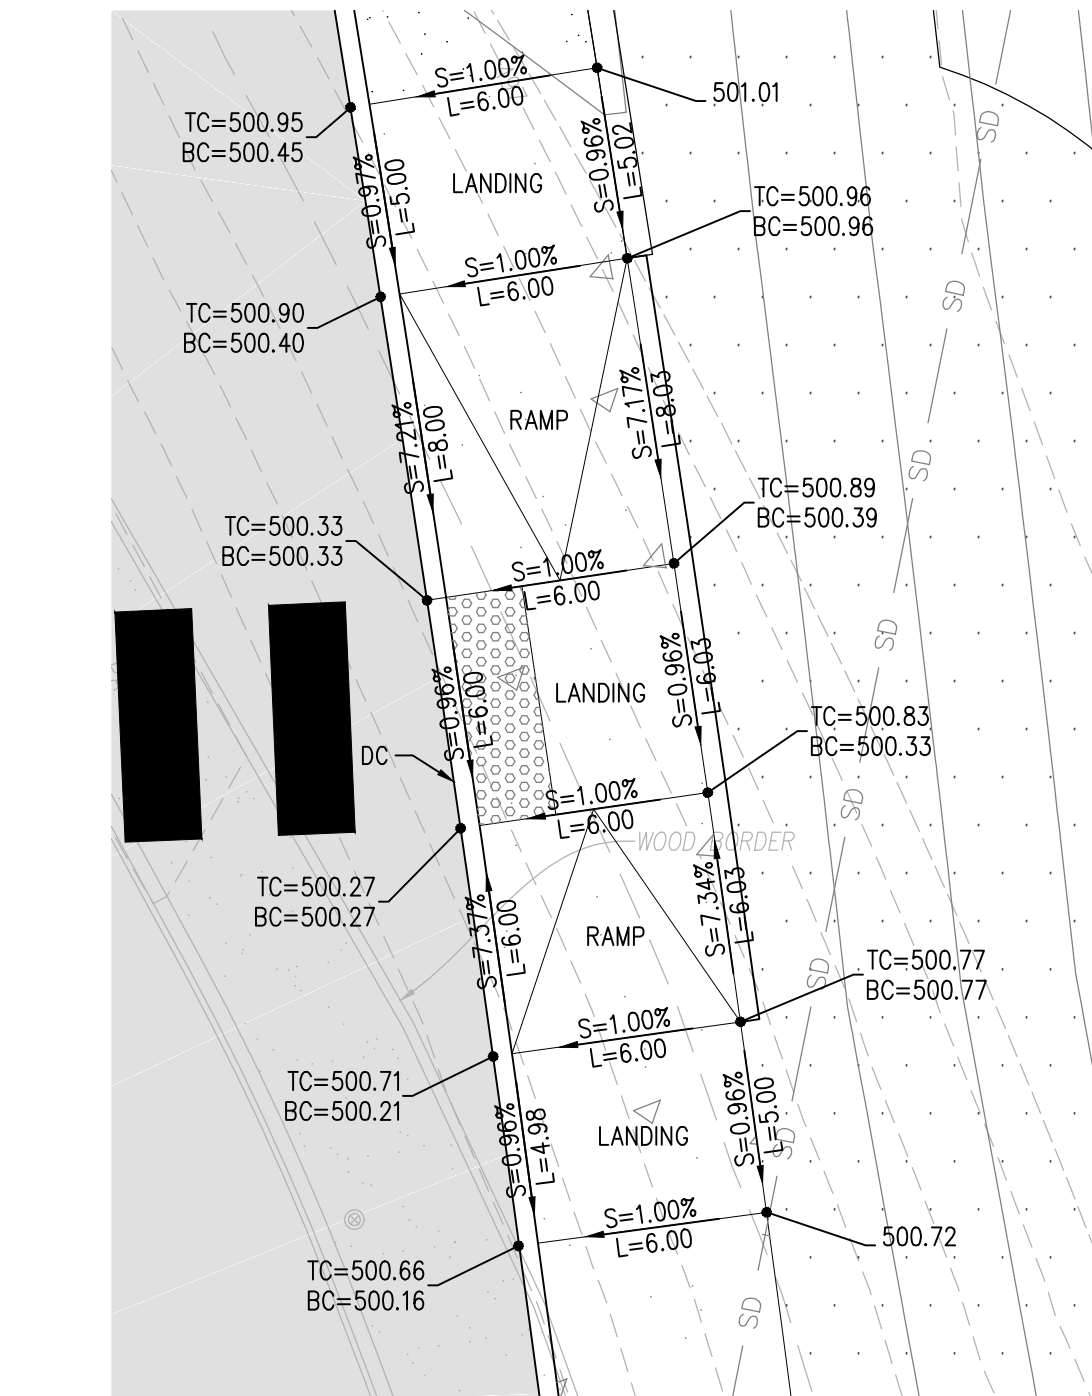 S=1.00%
L=6.00
501.01
TC=500.95
BC=500.45
S=0.97%
L=5.00
LANDING
S=0.96%
L=5.02
TC=500.96
BC=500.96
SD
S=1.00%
L=6.00
SD
TC=500.90
BC=500.40
S=7.21%
L=8.00
RAMP
S=7.17%
L=8.03
SD
TC=500.89
BC=500.39
TC=500.33
BC=500.33
S=1.00%
L=6.00
SD
S=0.96%
L=6.00
LANDING
S=0.96%
L=6.03
TC=500.83
BC=500.33
DC
S=1.00%
L=6.00
SD
WOOD BORDER
TC=500.27
BC=500.27
S=7.37%
L=6.00
RAMP
S=7.34%
L=6.03
SD
TC=500.77
BC=500.77
S=1.00%
L=6.00
TC=500.71
BC=500.21
S=0.96%
L=4.98
LANDING
S=0.96%
L=5.00
SD
S=1.00%
L=6.00
500.72
TC=500.66
BC=500.16
SD